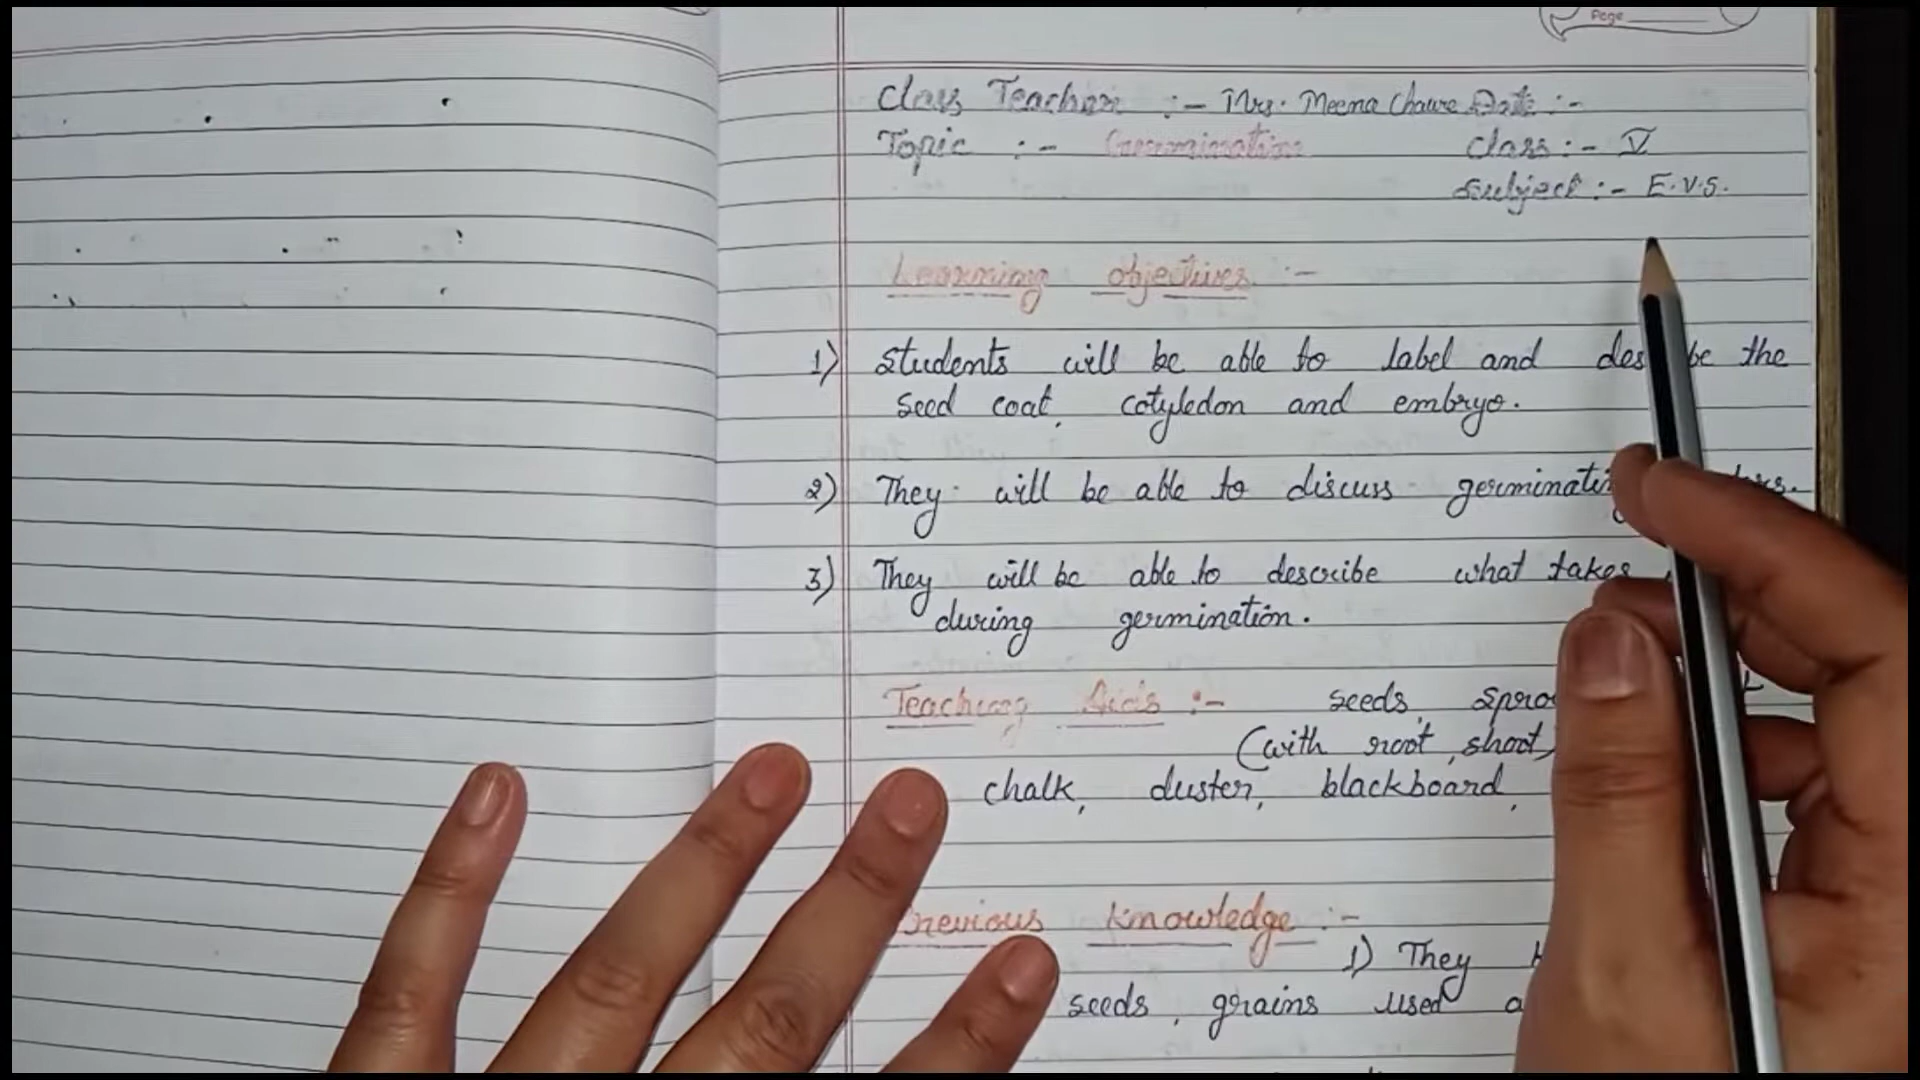 Page
Class Teacher :- Mrs. Meena Chawre Date :-
Topic :- Germination Class :- V
Subject :- E.V.S.
Learning Objectives :-
1) Students will be able to label and the
seed coat, cotyledon and embryo.
2) They will be able to discuss
3) They will be able to describe what takes
during germination.
Teaching Aids :- seeds,
(with root, shoot)
chalk, duster, blackboard,
Previous Knowledge :-
1) They
seeds, grains used